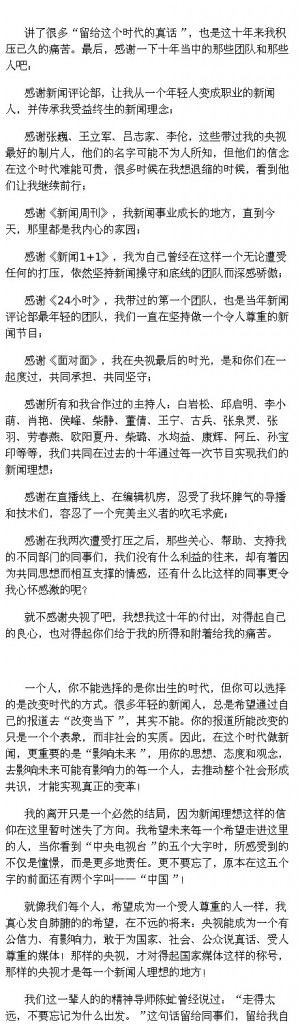 讲了很多“留给这个时代的真话”，也是这十年来我积
压已久的痛苦。最后，感谢一下十年当中的那些团队和那些
人吧：
感谢新闻评论部，让我从一个年轻人变成职业的新闻
人，并传承我受益终生的新闻理念；
感谢张巍、王立军、吕志家、李伦，这些带过我的央视
最好的制片人，他们的名字可能不为人所知，但他们的信念
在这个时代难能可贵，很多时候在我想退缩的时候，看到他
们让我继续前行；
感谢《新闻周刊》，我新闻事业成长的地方，直到今
天，那里都是我内心的家园；
感谢《新闻1+1》，我为自己曾经在这样一个无论遭受
任何的打压，依然坚持新闻操守和底线的团队而深感骄傲；
感谢《24小时》，我带过的第一个团队，也是当年新闻
评论部最年轻的团队，我们一直在坚持做一个令人尊重的新
闻节目；
感谢《面对面》，我在央视最后的时光，是和你们在一
起度过，共同承担、共同坚守；
感谢所有和我合作过的主持人：白岩松、邱启明、李小
萌、肖艳、侯峰、柴静、董倩、王宁、古兵、张泉灵、张
羽、劳春燕、欧阳夏丹、柴璐、水均益、康辉、阿丘、孙宝
印等等，我们共同在过去的十年通过每一次节目实现我们的
新闻理想；
感谢在直播线上、在编辑机房，忍受了我坏脾气的导播
和技术们，容忍了一个完美主义者的吹毛求疵；
感谢在我两次遭受打压之后，那些关心、帮助、支持我
的不同部门的同事们，我们没有什么利益的往来，却有着因
为共同思想而相互支撑的情感，还有什么比这样的同事更令
我心怀感激的呢？
就不感谢央视了吧，我想我这十年的付出，对得起自己
的良心，也对得起你们给于我的所得和附着给我的痛苦。
一个人，你不能选择的是你出生的时代，但你可以选择
的是改变时代的方式。很多年轻的新闻人，总是希望通过自
己的报道去“改变当下”，其实不能。你的报道所能改变的
只是一个个表象，而非社会的实质。因此，在这个时代做新
闻，更重要的是“影响未来”，用你的思想、态度和观念，
去影响未来可能有影响力的每一个人，去推动整个社会形成
共识，才能实现真正的变革！
我的离开只是一个必然的结局，因为新闻理想这样的信
仰在这里暂时迷失了方向。我希望未来每一个希望走进这里
的人，当你看到“中央电视台”的五个大字时，所感受到的
不仅是憧憬，而是更多地责任。更不要忘了，原本在这五个
字的前面还有两个字叫——“中国”！
就像我们每个人，希望成为一个受人尊重的人一样，我
真心发自肺腑的的希望，在不远的将来：央视能成为一个有
公信力、有影响力，敢于为国家、社会、公众说真话、受人
尊重的媒体！那样的央视，才对得起国家媒体这样的称号，
那样的央视才是每一个新闻人理想的地方！
我们这一辈人的的精神导师陈虻曾经说过：“走得太
远，不要忘记为什么出发。”这句话留给同事们，留给我自